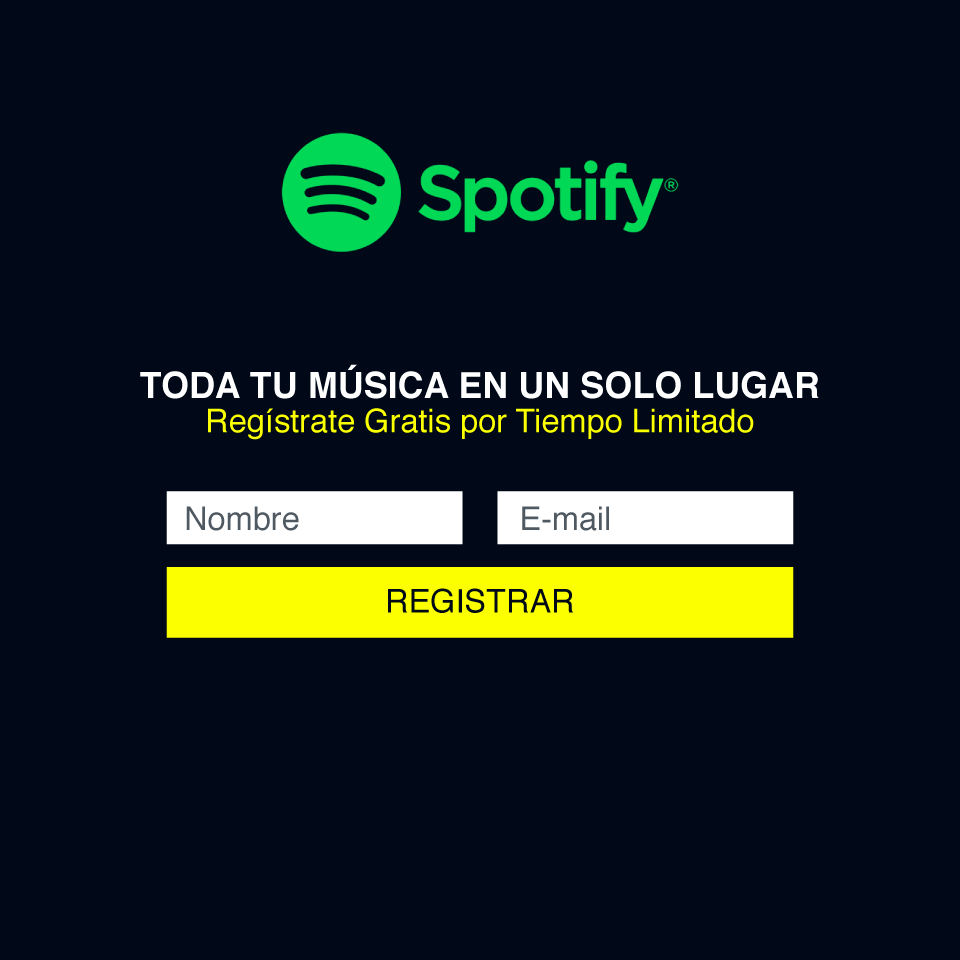 Spotify®
TODA TU MÚSICA EN UN SOLO LUGAR
Regístrate Gratis por Tiempo Limitado
Nombre
E-mail
REGISTRAR